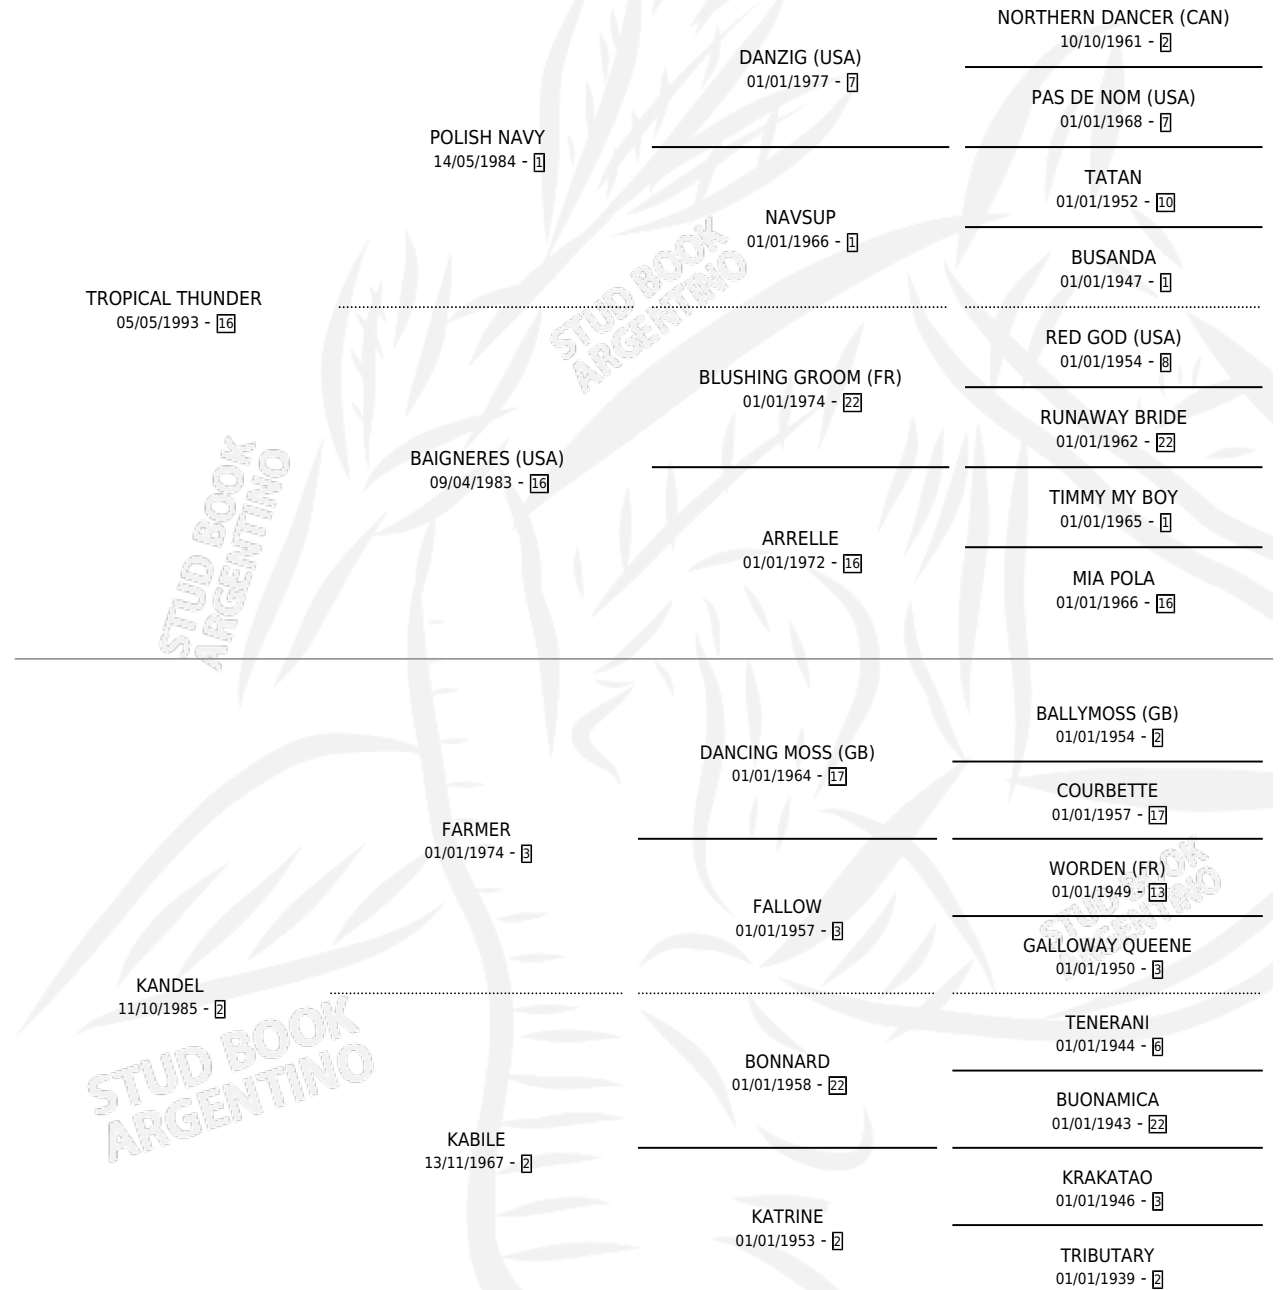 NORTHERN DANCER (CAN)
10/10/1961 - 2
DANZIG (USA)
01/01/1977 - 7
PAS DE NOM (USA)
01/01/1968 - 7
POLISH NAVY
14/05/1984 - 1
TATAN
01/01/1952 - 10
NAVSUP
01/01/1966 - 1
BUSANDA
01/01/1947 - 1
TROPICAL THUNDER
05/05/1993 - 16
STUD BOOK
ARGENTINO
RED GOD (USA)
01/01/1954 - 8
BLUSHING GROOM (FR)
01/01/1974 - 22
RUNAWAY BRIDE
01/01/1962 - 22
BAIGNERES (USA)
09/04/1983 - 16
TIMMY MY BOY
01/01/1965 - 1
ARRELLE
01/01/1972 - 16
MIA POLA
01/01/1966 - 16
STUD BOOK
ARGENTINO
BALLYMOSS (GB)
01/01/1954 - 2
DANCING MOSS (GB)
01/01/1964 - 17
COURBETTE
01/01/1957 - 17
FARMER
01/01/1974 - 3
WORDEN (FR)
01/01/1949 - 13
FALLOW
01/01/1957 - 3
GALLOWAY QUEENE
01/01/1950 - 3
STUD BOOK
ARGENTINO
KANDEL
11/10/1985 - 2
TENERANI
01/01/1944 - 6
BONNARD
01/01/1958 - 22
BUONAMICA
01/01/1943 - 22
STUD BOOK
ARGENTINO
KABILE
13/11/1967 - 2
KRAKATAO
01/01/1946 - 3
KATRINE
01/01/1953 - 2
TRIBUTARY
01/01/1939 - 2